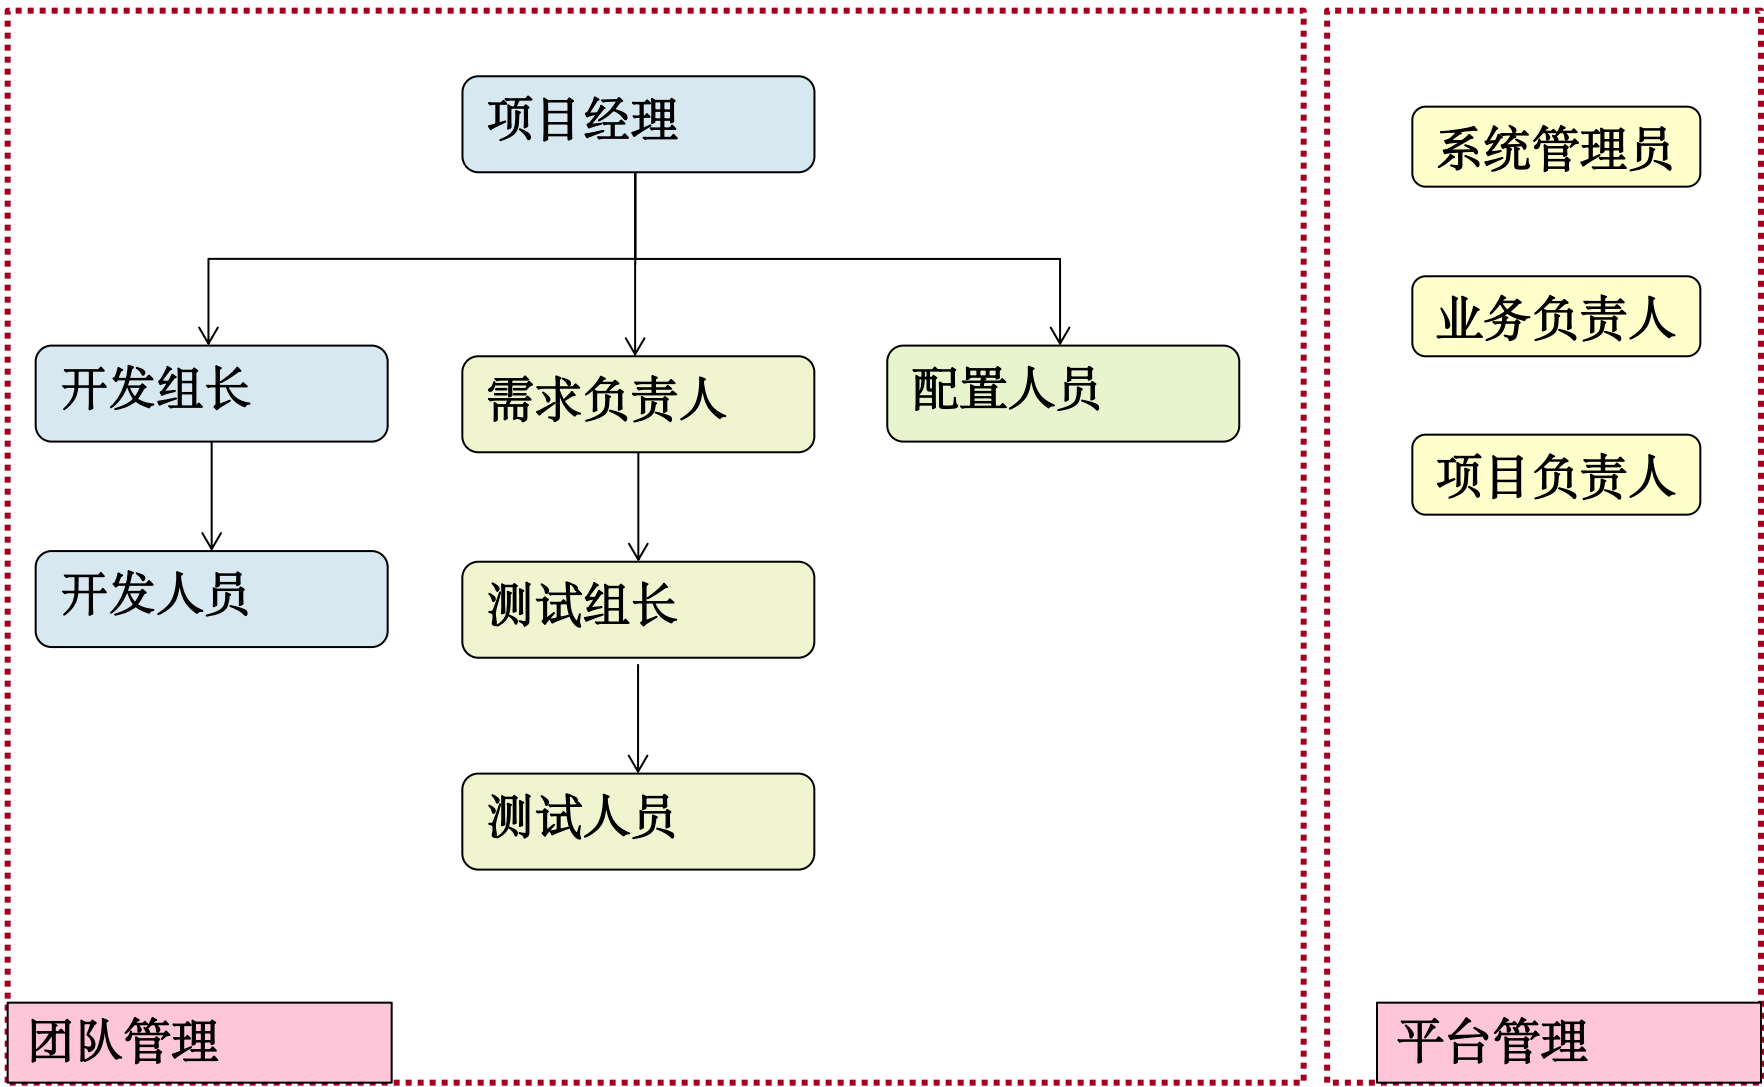 项目经理
开发组长
需求负责人
配置人员
开发人员
测试组长
测试人员
团队管理
系统管理员
业务负责人
项目负责人
平台管理